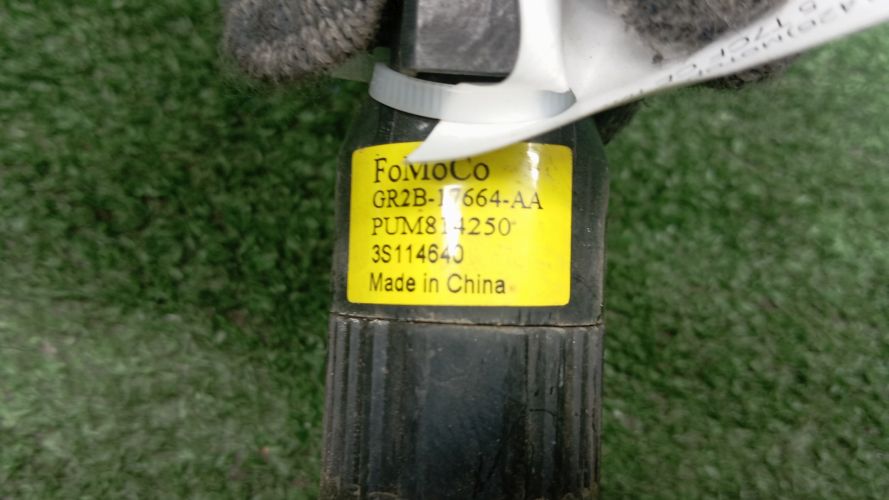 FoMoCo
GR2B-17664-AA
PUM814250
3S114640
Made in China